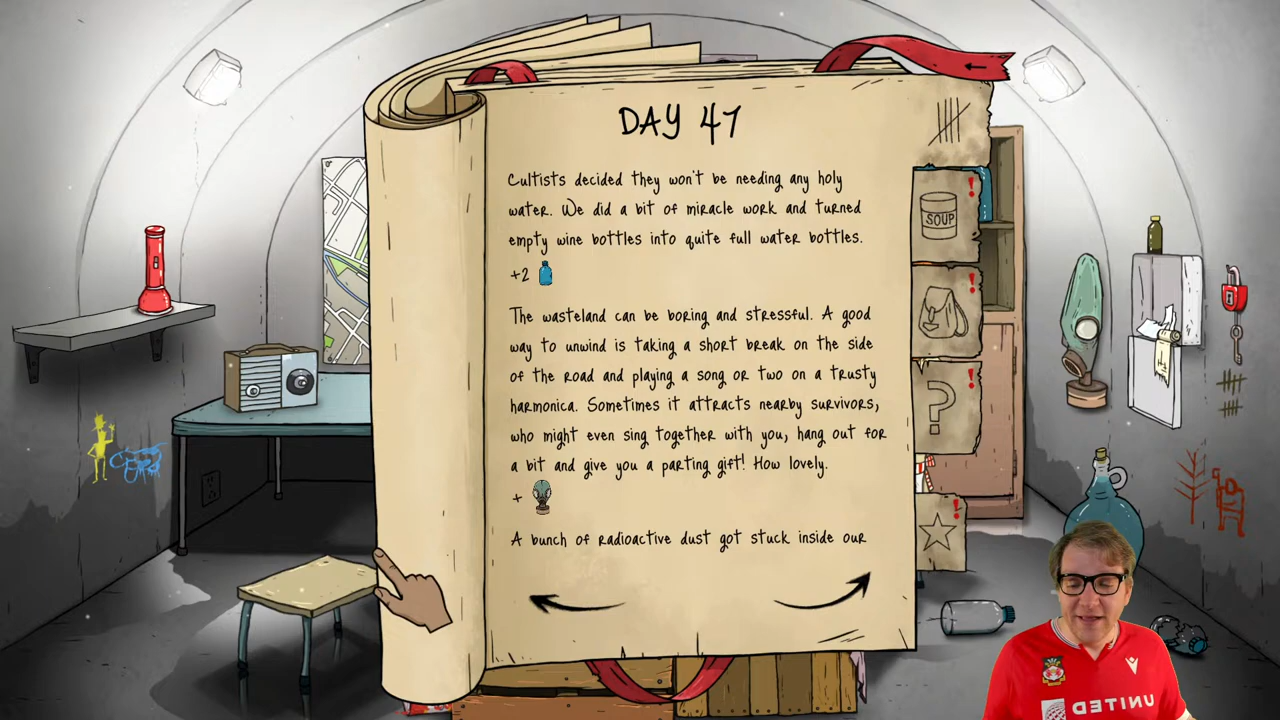 DAY 47
Cultists decided they won't be needing any holy
water. We did a bit of miracle work and turned
empty wine bottles into quite full water bottles.
+2
The wasteland can be boring and stressful. A good
way to unwind is taking a short break on the side
of the road and playing a song or two on a trusty
harmonica. Sometimes it attracts nearby survivors,
who might even sing together with you, hang out for
a bit and give you a parting gift! How lovely.
+
A bunch of radioactive dust got stuck inside our
!
SOUP
!
!
?
!
UNITED